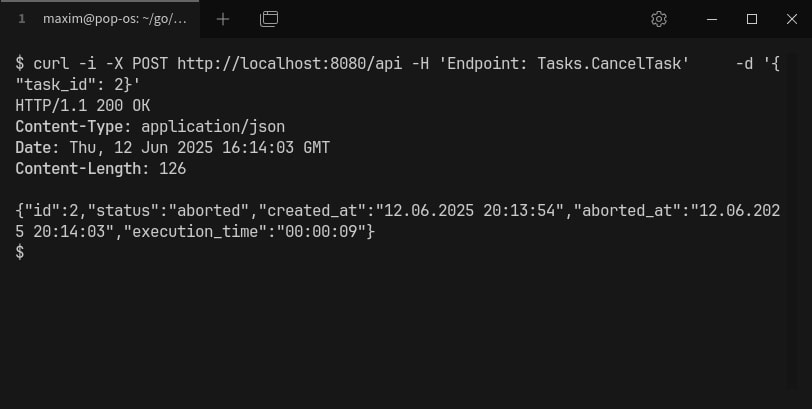 1 maxim@pop-os: ~/go/...
$ curl -i -X POST http://localhost:8080/api -H 'Endpoint: Tasks.CancelTask'     -d '{
"task_id": 2}'
HTTP/1.1 200 OK
Content-Type: application/json
Date: Thu, 12 Jun 2025 16:14:03 GMT
Content-Length: 126

{"id":2,"status":"aborted","created_at":"12.06.2025 20:13:54","aborted_at":"12.06.202
5 20:14:03","execution_time":"00:00:09"}
$